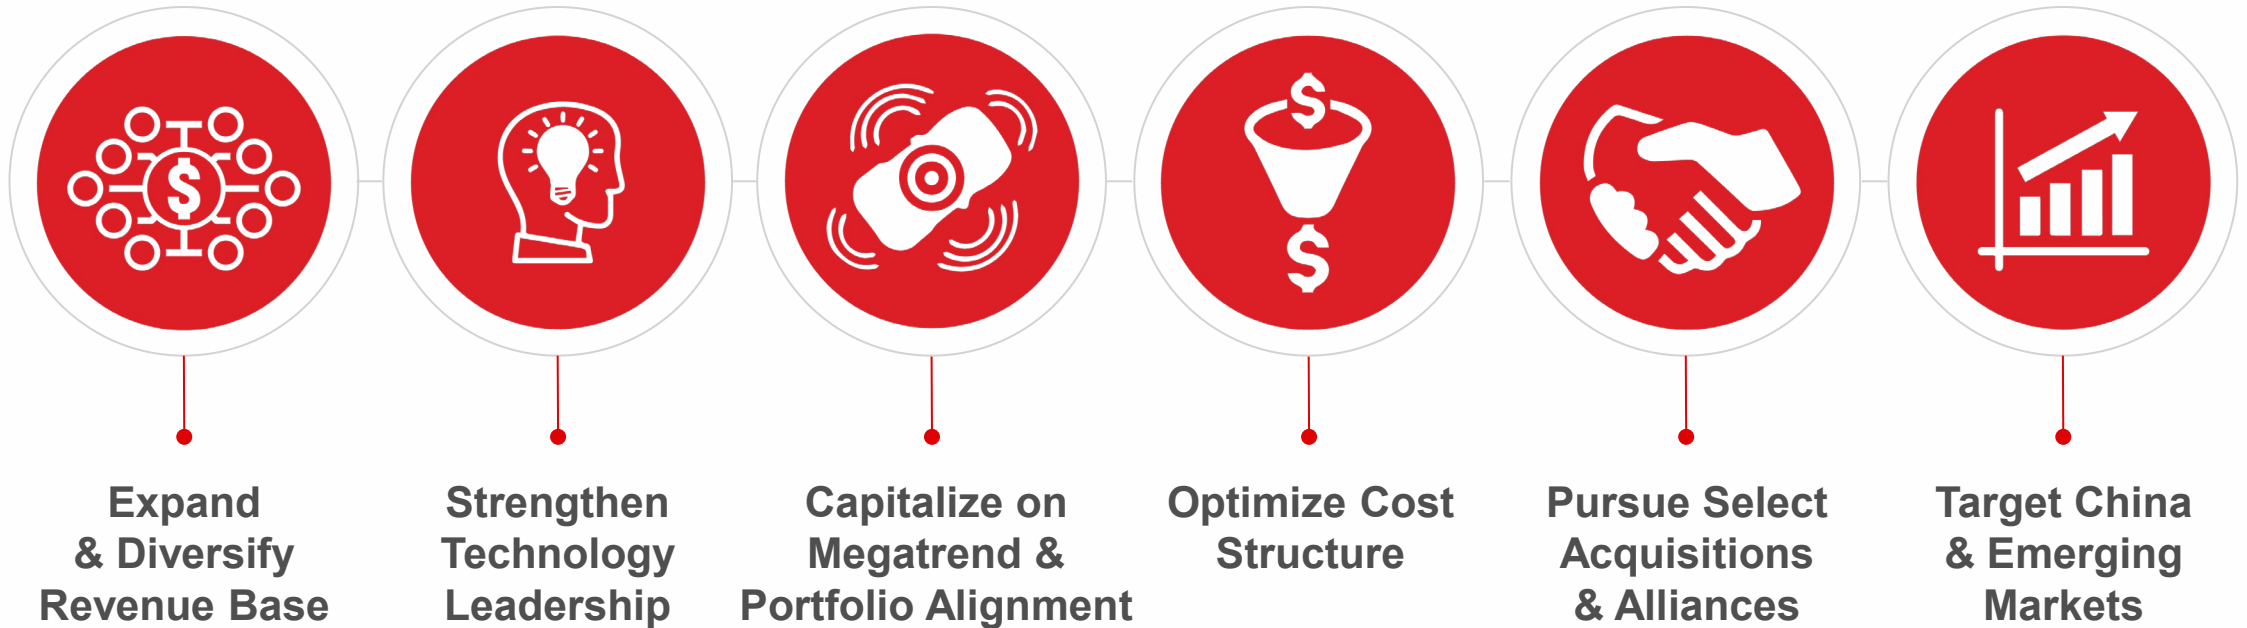 $
$
$
Expand
& Diversify
Revenue Base
Strengthen
Technology
Leadership
Capitalize on
Megatrend &
Portfolio Alignment
Optimize Cost
Structure
Pursue Select
Acquisitions
& Alliances
Target China
& Emerging
Markets